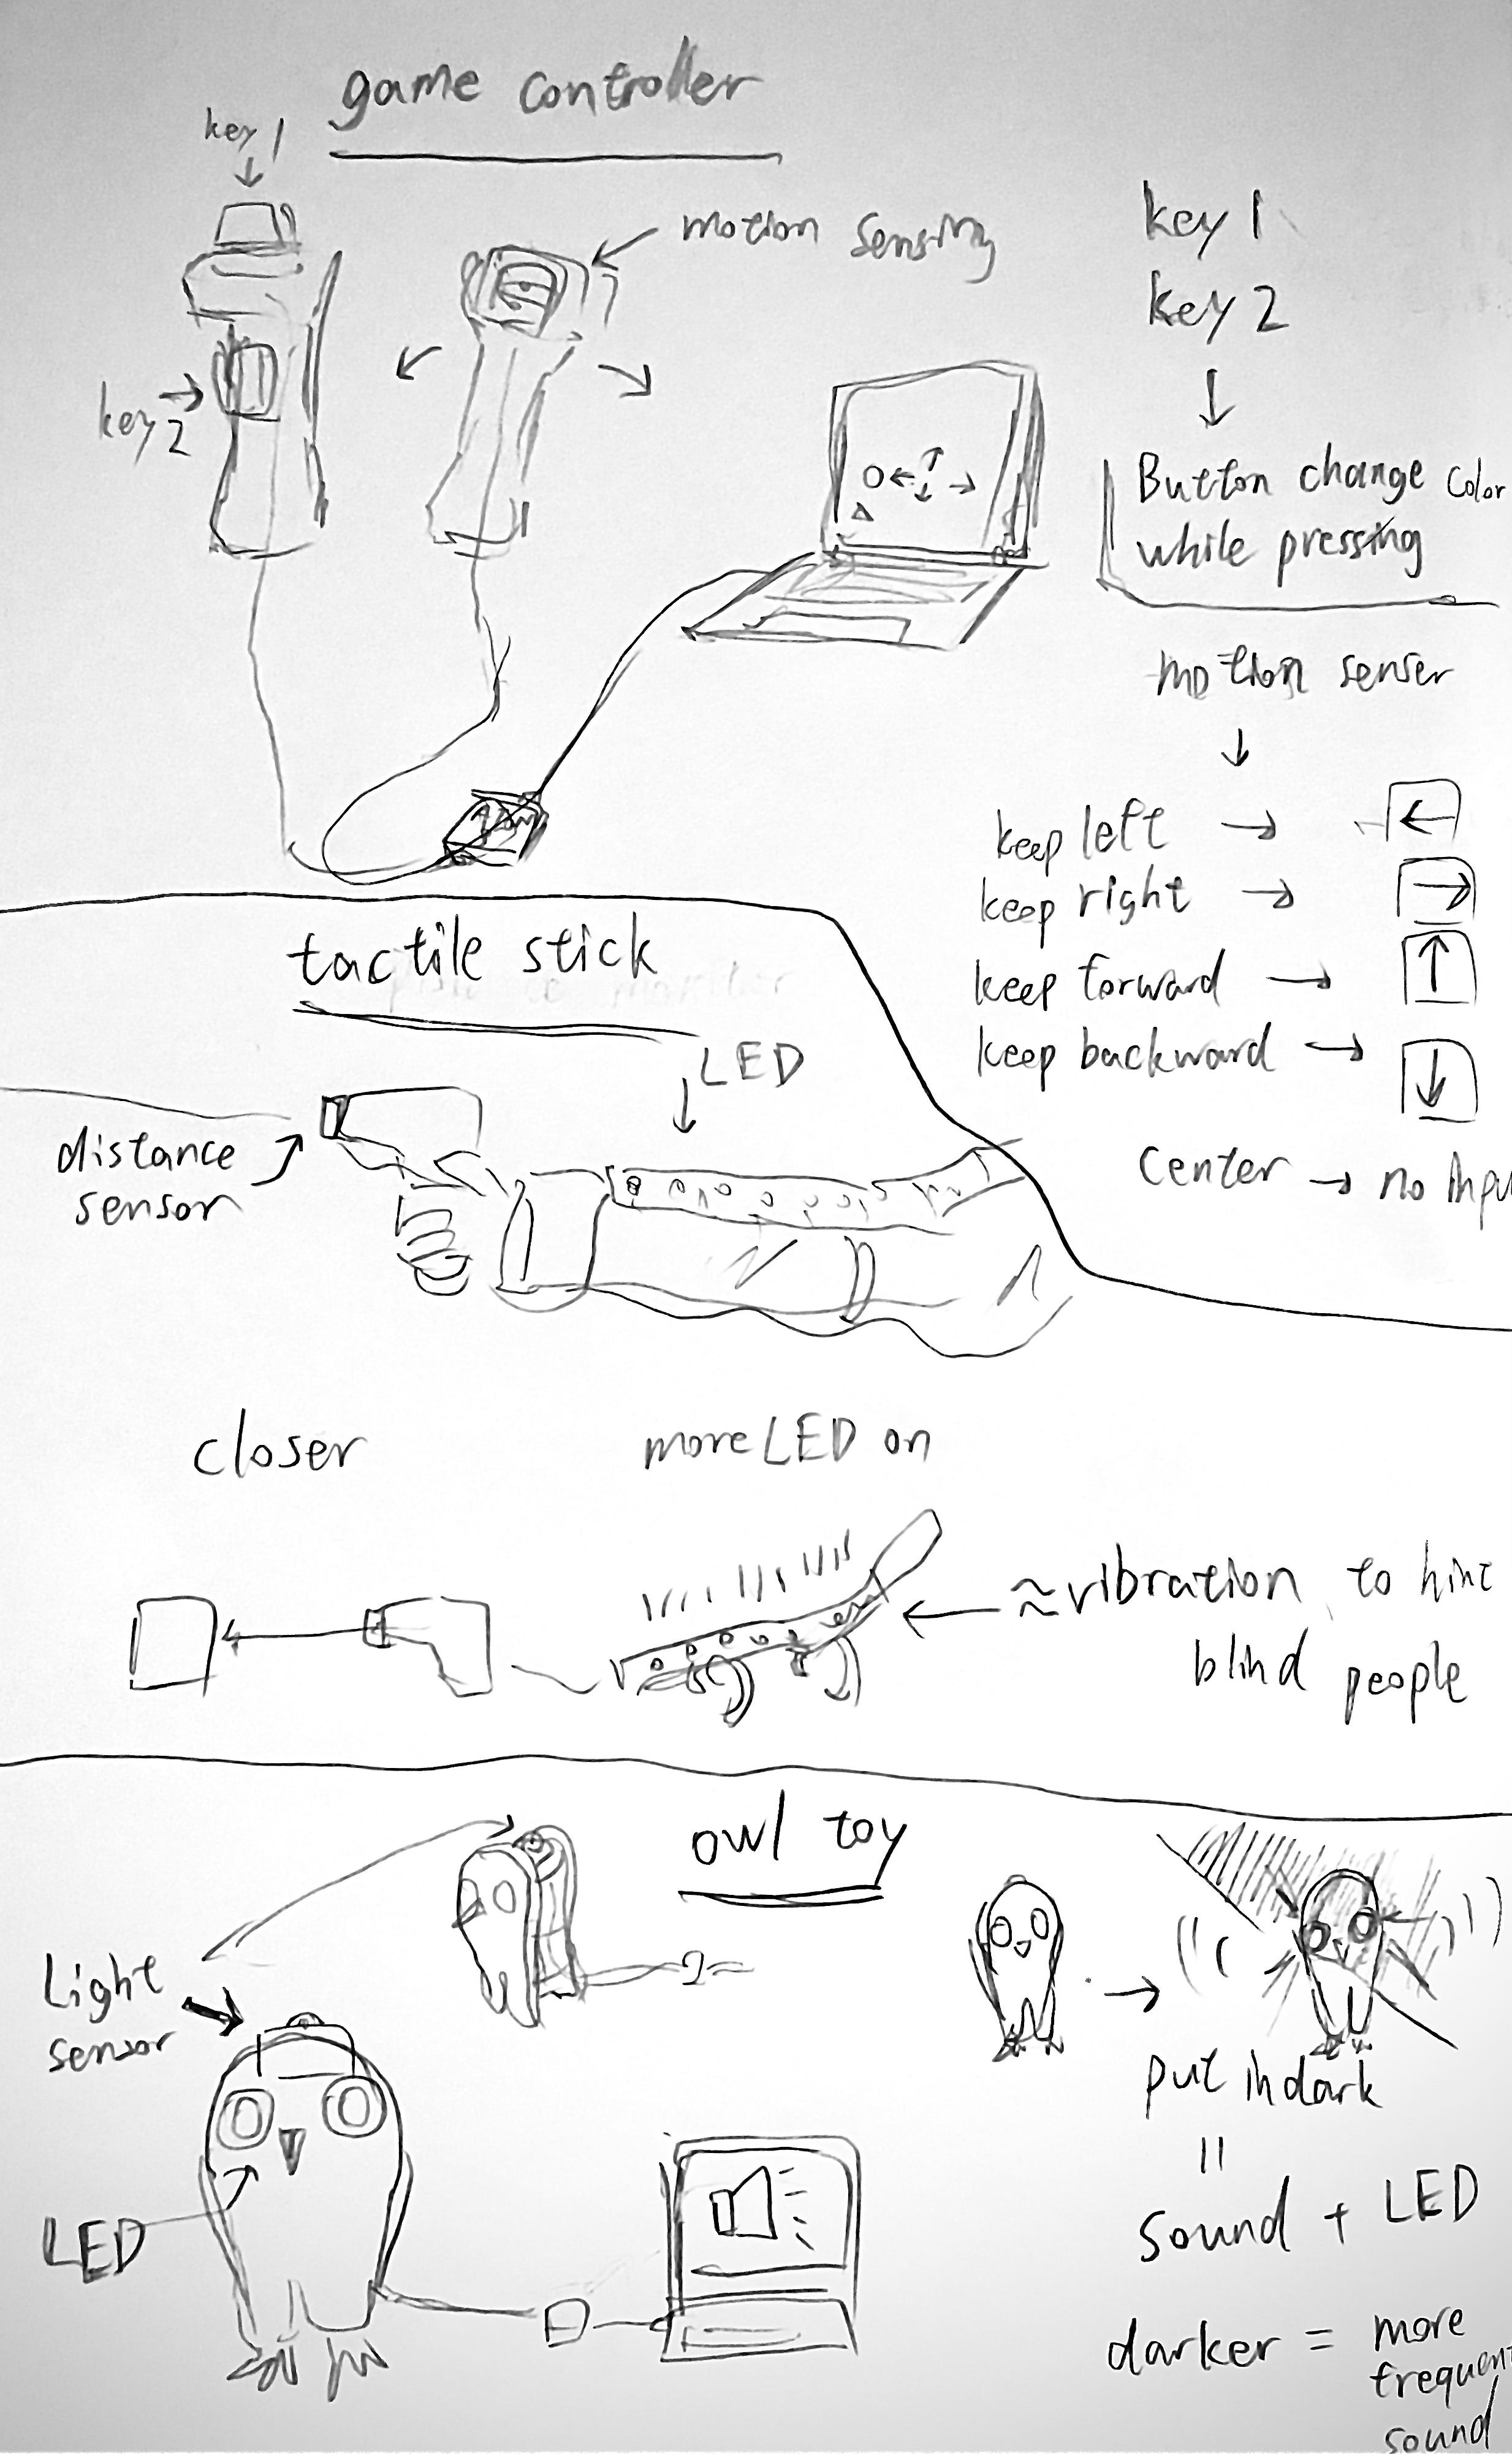 game controller
key 1
motion sensing
key 2
key 1
key 2
Button change color
while pressing
motion senser
keep left
keep right
keep forward
keep backward
Center → no inpu
tactile stick
LED
distance
sensor
closer
more LED on
≈vibration to hint
blind people
owl toy
Light
sensor
LED
put in dark
=
Sound + LED
darker = more
frequent
sound